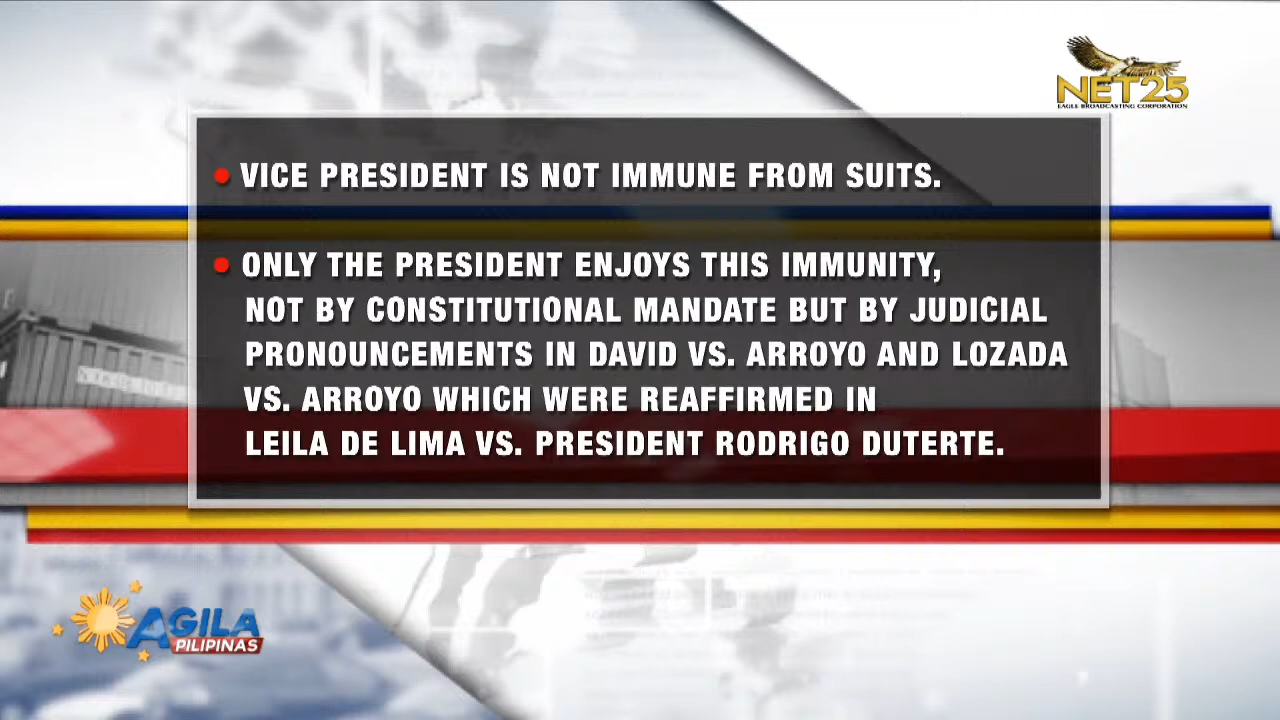 NET25
EAGLE BROADCASTING CORPORATION
• VICE PRESIDENT IS NOT IMMUNE FROM SUITS.
• ONLY THE PRESIDENT ENJOYS THIS IMMUNITY,
NOT BY CONSTITUTIONAL MANDATE BUT BY JUDICIAL
PRONOUNCEMENTS IN DAVID VS. ARROYO AND LOZADA
VS. ARROYO WHICH WERE REAFFIRMED IN
LEILA DE LIMA VS. PRESIDENT RODRIGO DUTERTE.
AGILA
PILIPINAS